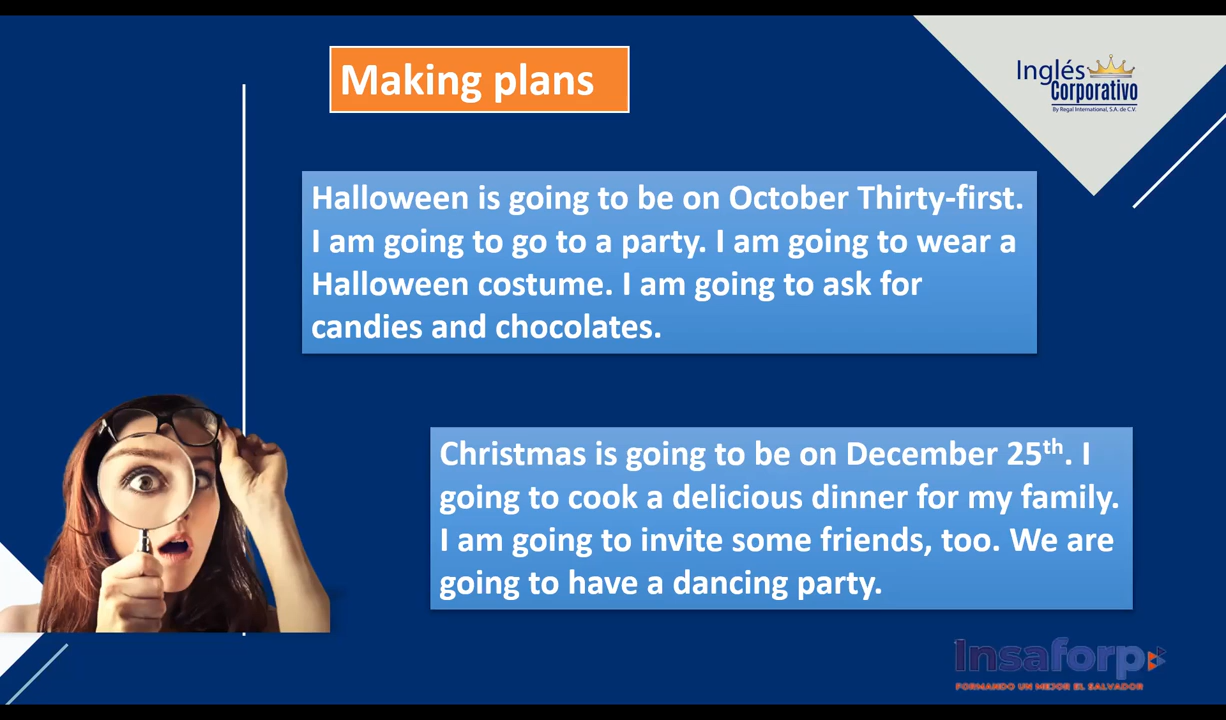 Making plans
Inglés
Corporativo
By Regal International, S.A. de C.V.
Halloween is going to be on October Thirty-first.
I am going to go to a party. I am going to wear a
Halloween costume. I am going to ask for
candies and chocolates.
Christmas is going to be on December 25th. I
going to cook a delicious dinner for my family.
I am going to invite some friends, too. We are
going to have a dancing party.
Insaforp
FORMANDO UN MEJOR EL SALVADOR